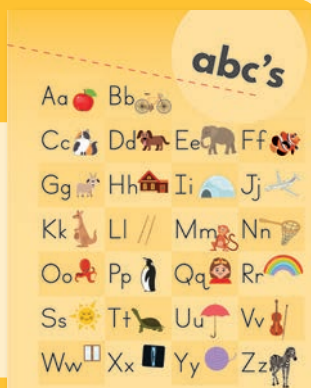 abc's
Aa Bb
Cc Dd Ee Ff
Gg Hh Ii Jj
Kk Ll Mm Nn
Oo Pp Qq Rr
Ss Tt Uu Vv
Ww Xx Yy Zz